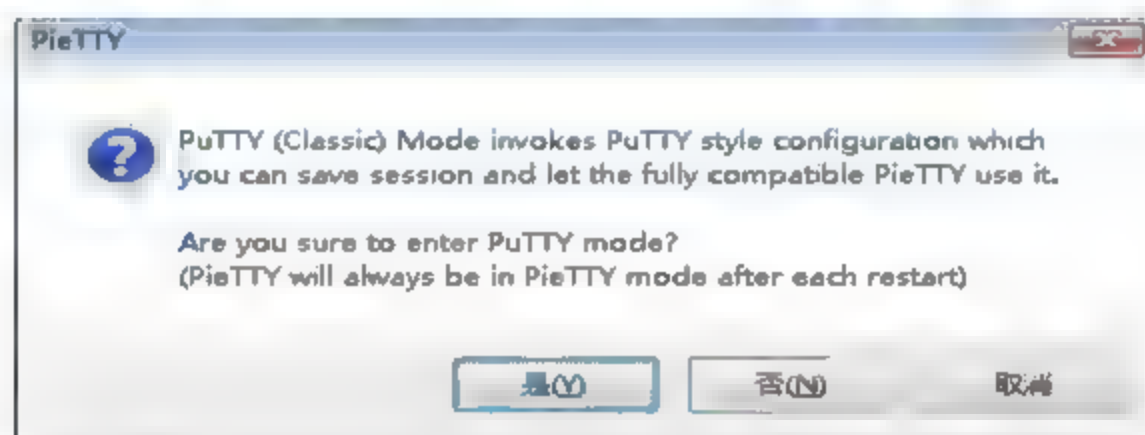 PieTTY
PuTTY (Classic) Mode invokes PuTTY style configuration which
you can save session and let the fully compatible PieTTY use it.
Are you sure to enter PuTTY mode?
(PieTTY will always be in PieTTY mode after each restart)
是(Y) 否(N) 取消